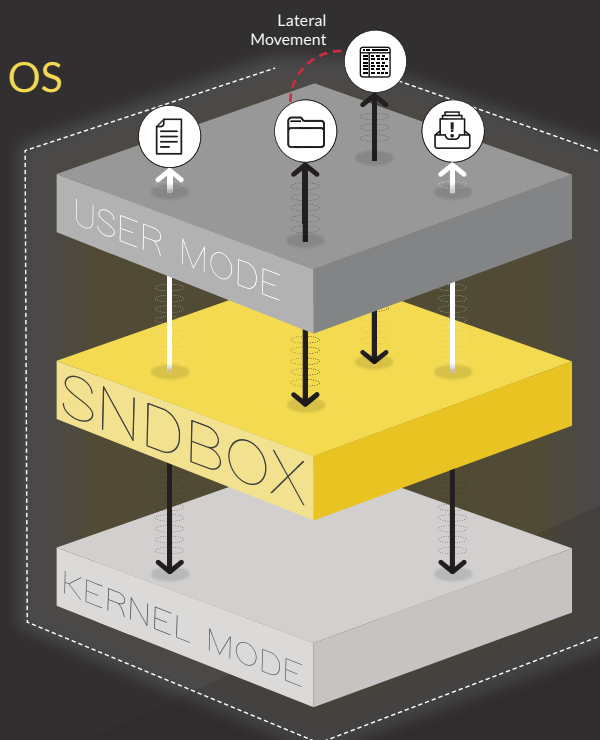 Lateral
Movement
OS
USER MODE
SNDBOX
KERNEL MODE